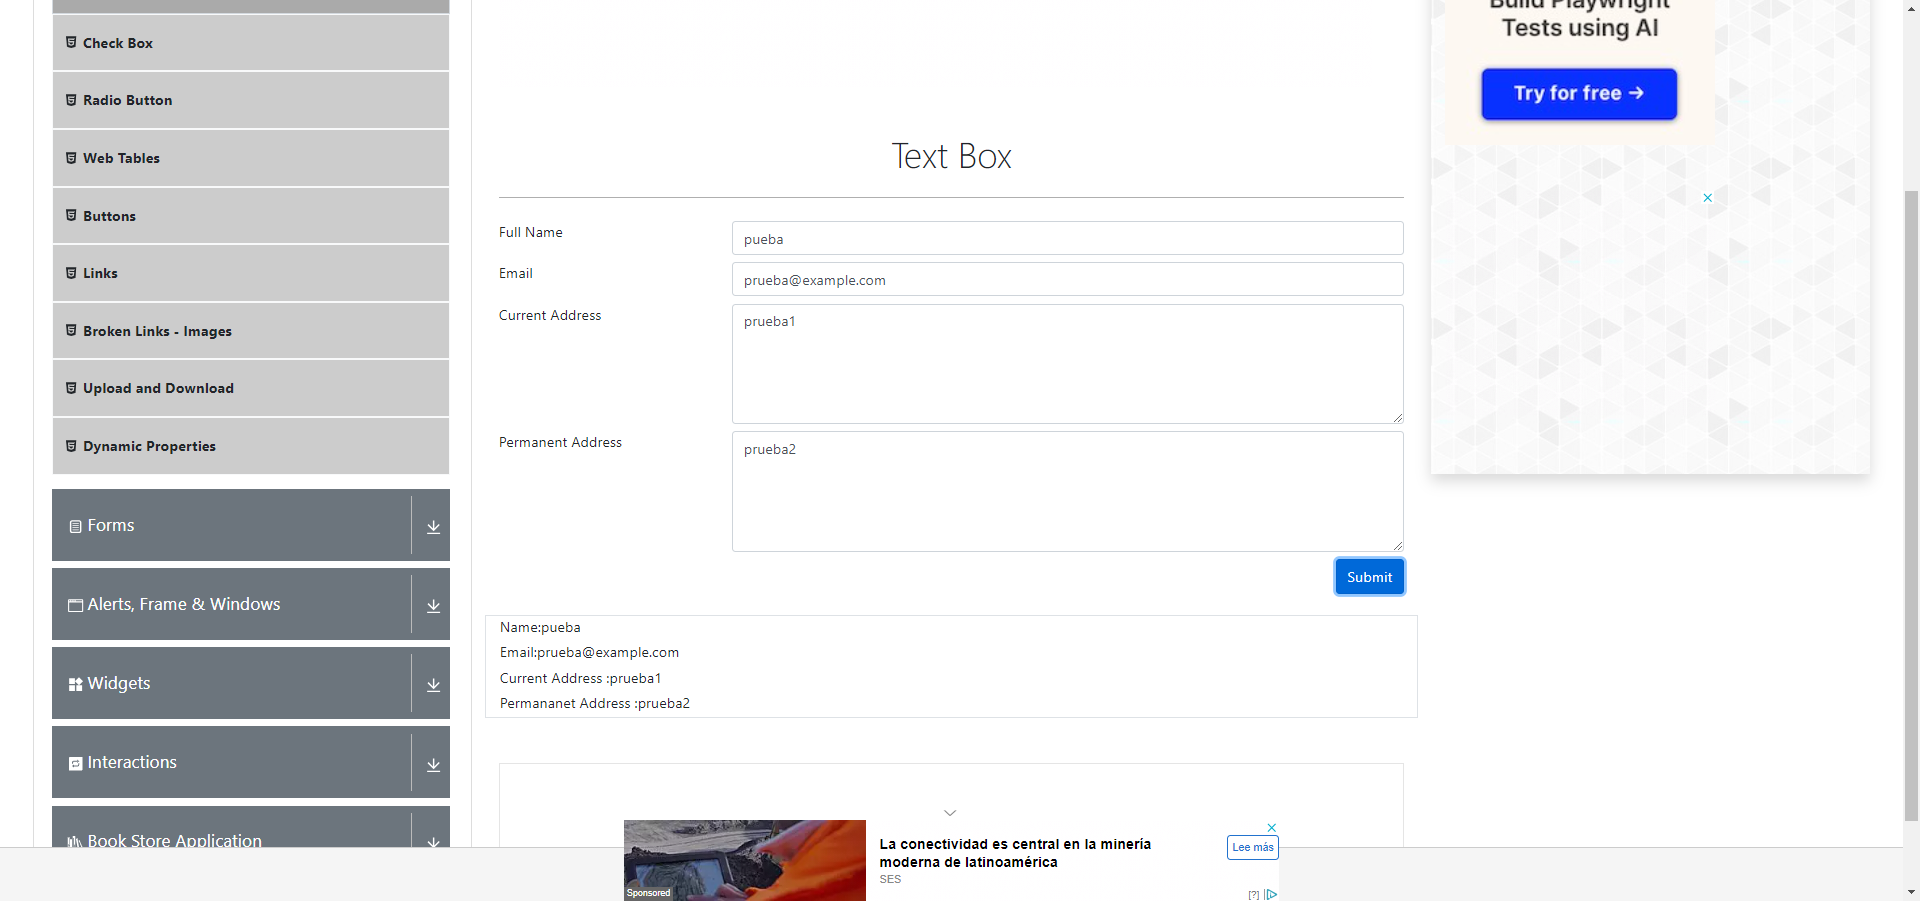 Check Box
Radio Button
Web Tables
Buttons
Links
Broken Links - Images
Upload and Download
Dynamic Properties
Forms
Alerts, Frame & Windows
Widgets
Interactions
Book Store Application
Text Box
Full Name
pueba
Email
prueba@example.com
Current Address
prueba1
Permanent Address
prueba2
Submit
Name:pueba
Email:prueba@example.com
Current Address :prueba1
Permananet Address :prueba2
Build Playwright
Tests using AI
Try for free →
Sponsored
La conectividad es central en la minería
moderna de latinoamérica
SES
Lee más
[?]